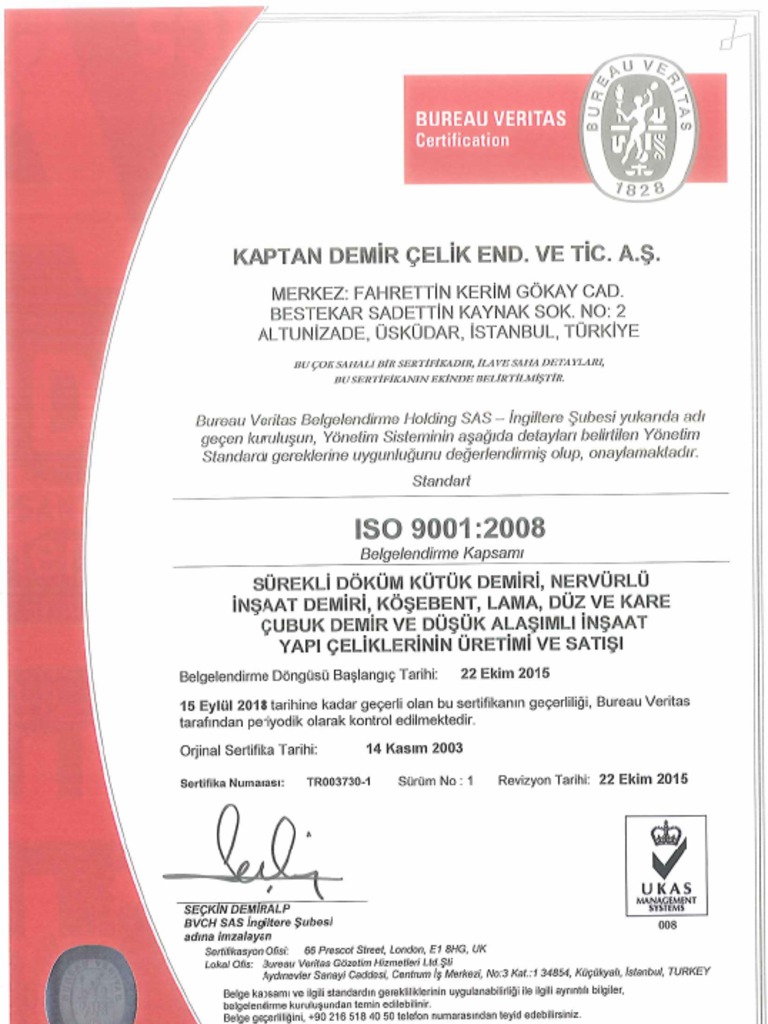 BUREAU VERITAS
Certification
BUREAU VERITAS
1828
KAPTAN DEMİR ÇELİK END. VE TİC. A.Ş.
MERKEZ: FAHRETTİN KERİM GÖKAY CAD.
BESTEKAR SADETTİN KAYNAK SOK. NO: 2
ALTUNİZADE, ÜSKÜDAR, İSTANBUL, TÜRKİYE
BU ÇOK SAHALI BİR SERTİFİKADIR, İLAVE SAHA DETAYLARI,
BU SERTİFİKANIN EKİNDE BELİRTİLMİŞTİR.
Bureau Veritas Belgelendirme Holding SAS – İngiltere Şubesi yukarıda adı
geçen kuruluşun, Yönetim Sisteminin aşağıda detayları belirtilen Yönetim
Standardı gereklerine uygunluğunu değerlendirmiş olup, onaylamaktadır.
Standart
ISO 9001:2008
Belgelendirme Kapsamı
SÜREKLİ DÖKÜM KÜTÜK DEMİRİ, NERVÜRLÜ
İNŞAAT DEMİRİ, KÖŞEBENT, LAMA, DÜZ VE KARE
ÇUBUK DEMİR VE DÜŞÜK ALAŞIMLI İNŞAAT
YAPI ÇELİKLERİNİN ÜRETİMİ VE SATIŞI
Belgelendirme Döngüsü Başlangıç Tarihi: 22 Ekim 2015
15 Eylül 2018 tarihine kadar geçerli olan bu sertifikanın geçerliliği, Bureau Veritas
tarafından periyodik olarak kontrol edilmektedir.
Orjinal Sertifika Tarihi: 14 Kasım 2003
Sertifika Numarası: TR003730-1 Sürüm No : 1 Revizyon Tarihi: 22 Ekim 2015
SEÇKİN DEMİRALP
BVCH SAS İngiltere Şubesi
adına imzalayan
UKAS
MANAGEMENT
SYSTEMS
008
Sertifikasyon Ofisi: 66 Prescot Street, London, E1 8HG, UK
Lokal Ofis: Bureau Veritas Gözetim Hizmetleri Ltd.Şti
Aydınevler Sanayi Caddesi, Centrum İş Merkezi, No:3 Kat.:1 34854, Küçükyalı, İstanbul, TURKEY
Belge kapsamı ve ilgili standardın gerekliliklerinin uygulanabilirliği ile ilgili ayrıntılı bilgiler,
belgelendirme kuruluşundan temin edilebilinir.
Belge geçerliliğini, +90 216 518 40 50 telefon numarasından teyid edebilirsiniz.